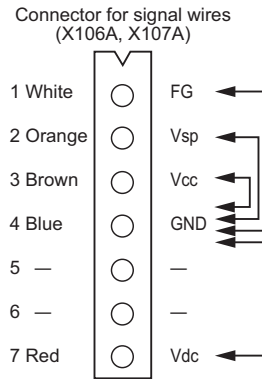 Connector for signal wires
(X106A, X107A)
1 White FG
2 Orange Vsp
3 Brown Vcc
4 Blue GND
5 — —
6 — —
7 Red Vdc